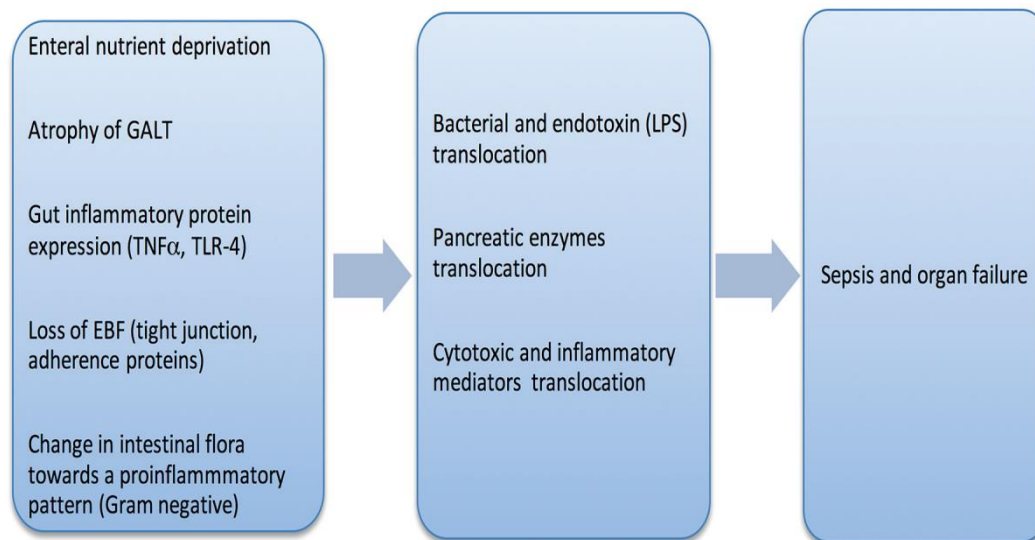 Enteral nutrient deprivation
Atrophy of GALT
Gut inflammatory protein
expression (TNFα, TLR-4)
Loss of EBF (tight junction,
adherence proteins)
Change in intestinal flora
towards a proinflammmatory
pattern (Gram negative)
Bacterial and endotoxin (LPS)
translocation
Pancreatic enzymes
translocation
Cytotoxic and inflammatory
mediators translocation
Sepsis and organ failure